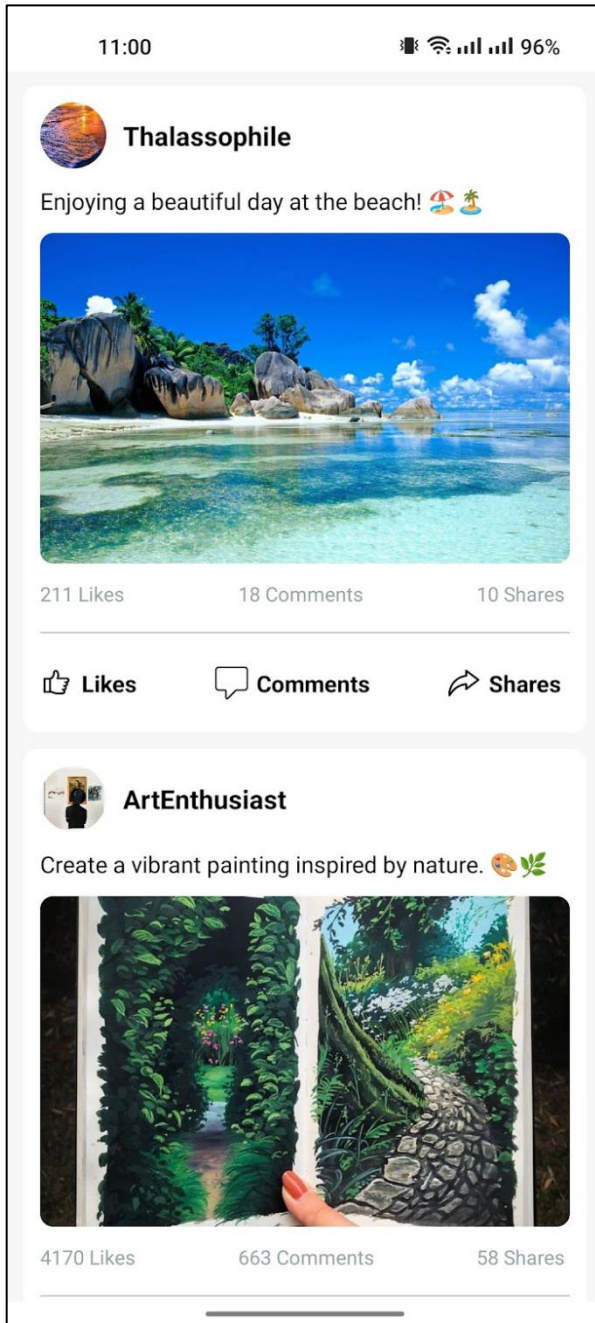 11:00 96%
Thalassophile
Enjoying a beautiful day at the beach! 🏖️🏝️
211 Likes 18 Comments 10 Shares
Likes Comments Shares
ArtEnthusiast
Create a vibrant painting inspired by nature. 🎨🌿
4170 Likes 663 Comments 58 Shares